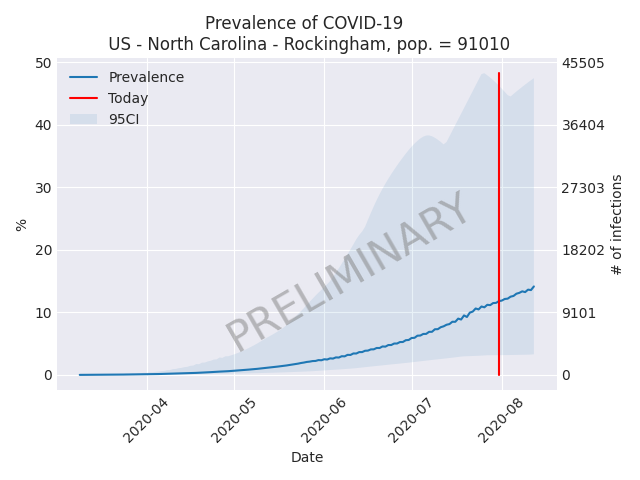 Prevalence of COVID-19
US - North Carolina - Rockingham, pop. = 91010
Prevalence
Today
95CI
50
40
30
20
10
0
%
45505
36404
27303
18202
9101
0
# of infections
PRELIMINARY
2020-04
2020-05
2020-06
2020-07
2020-08
Date